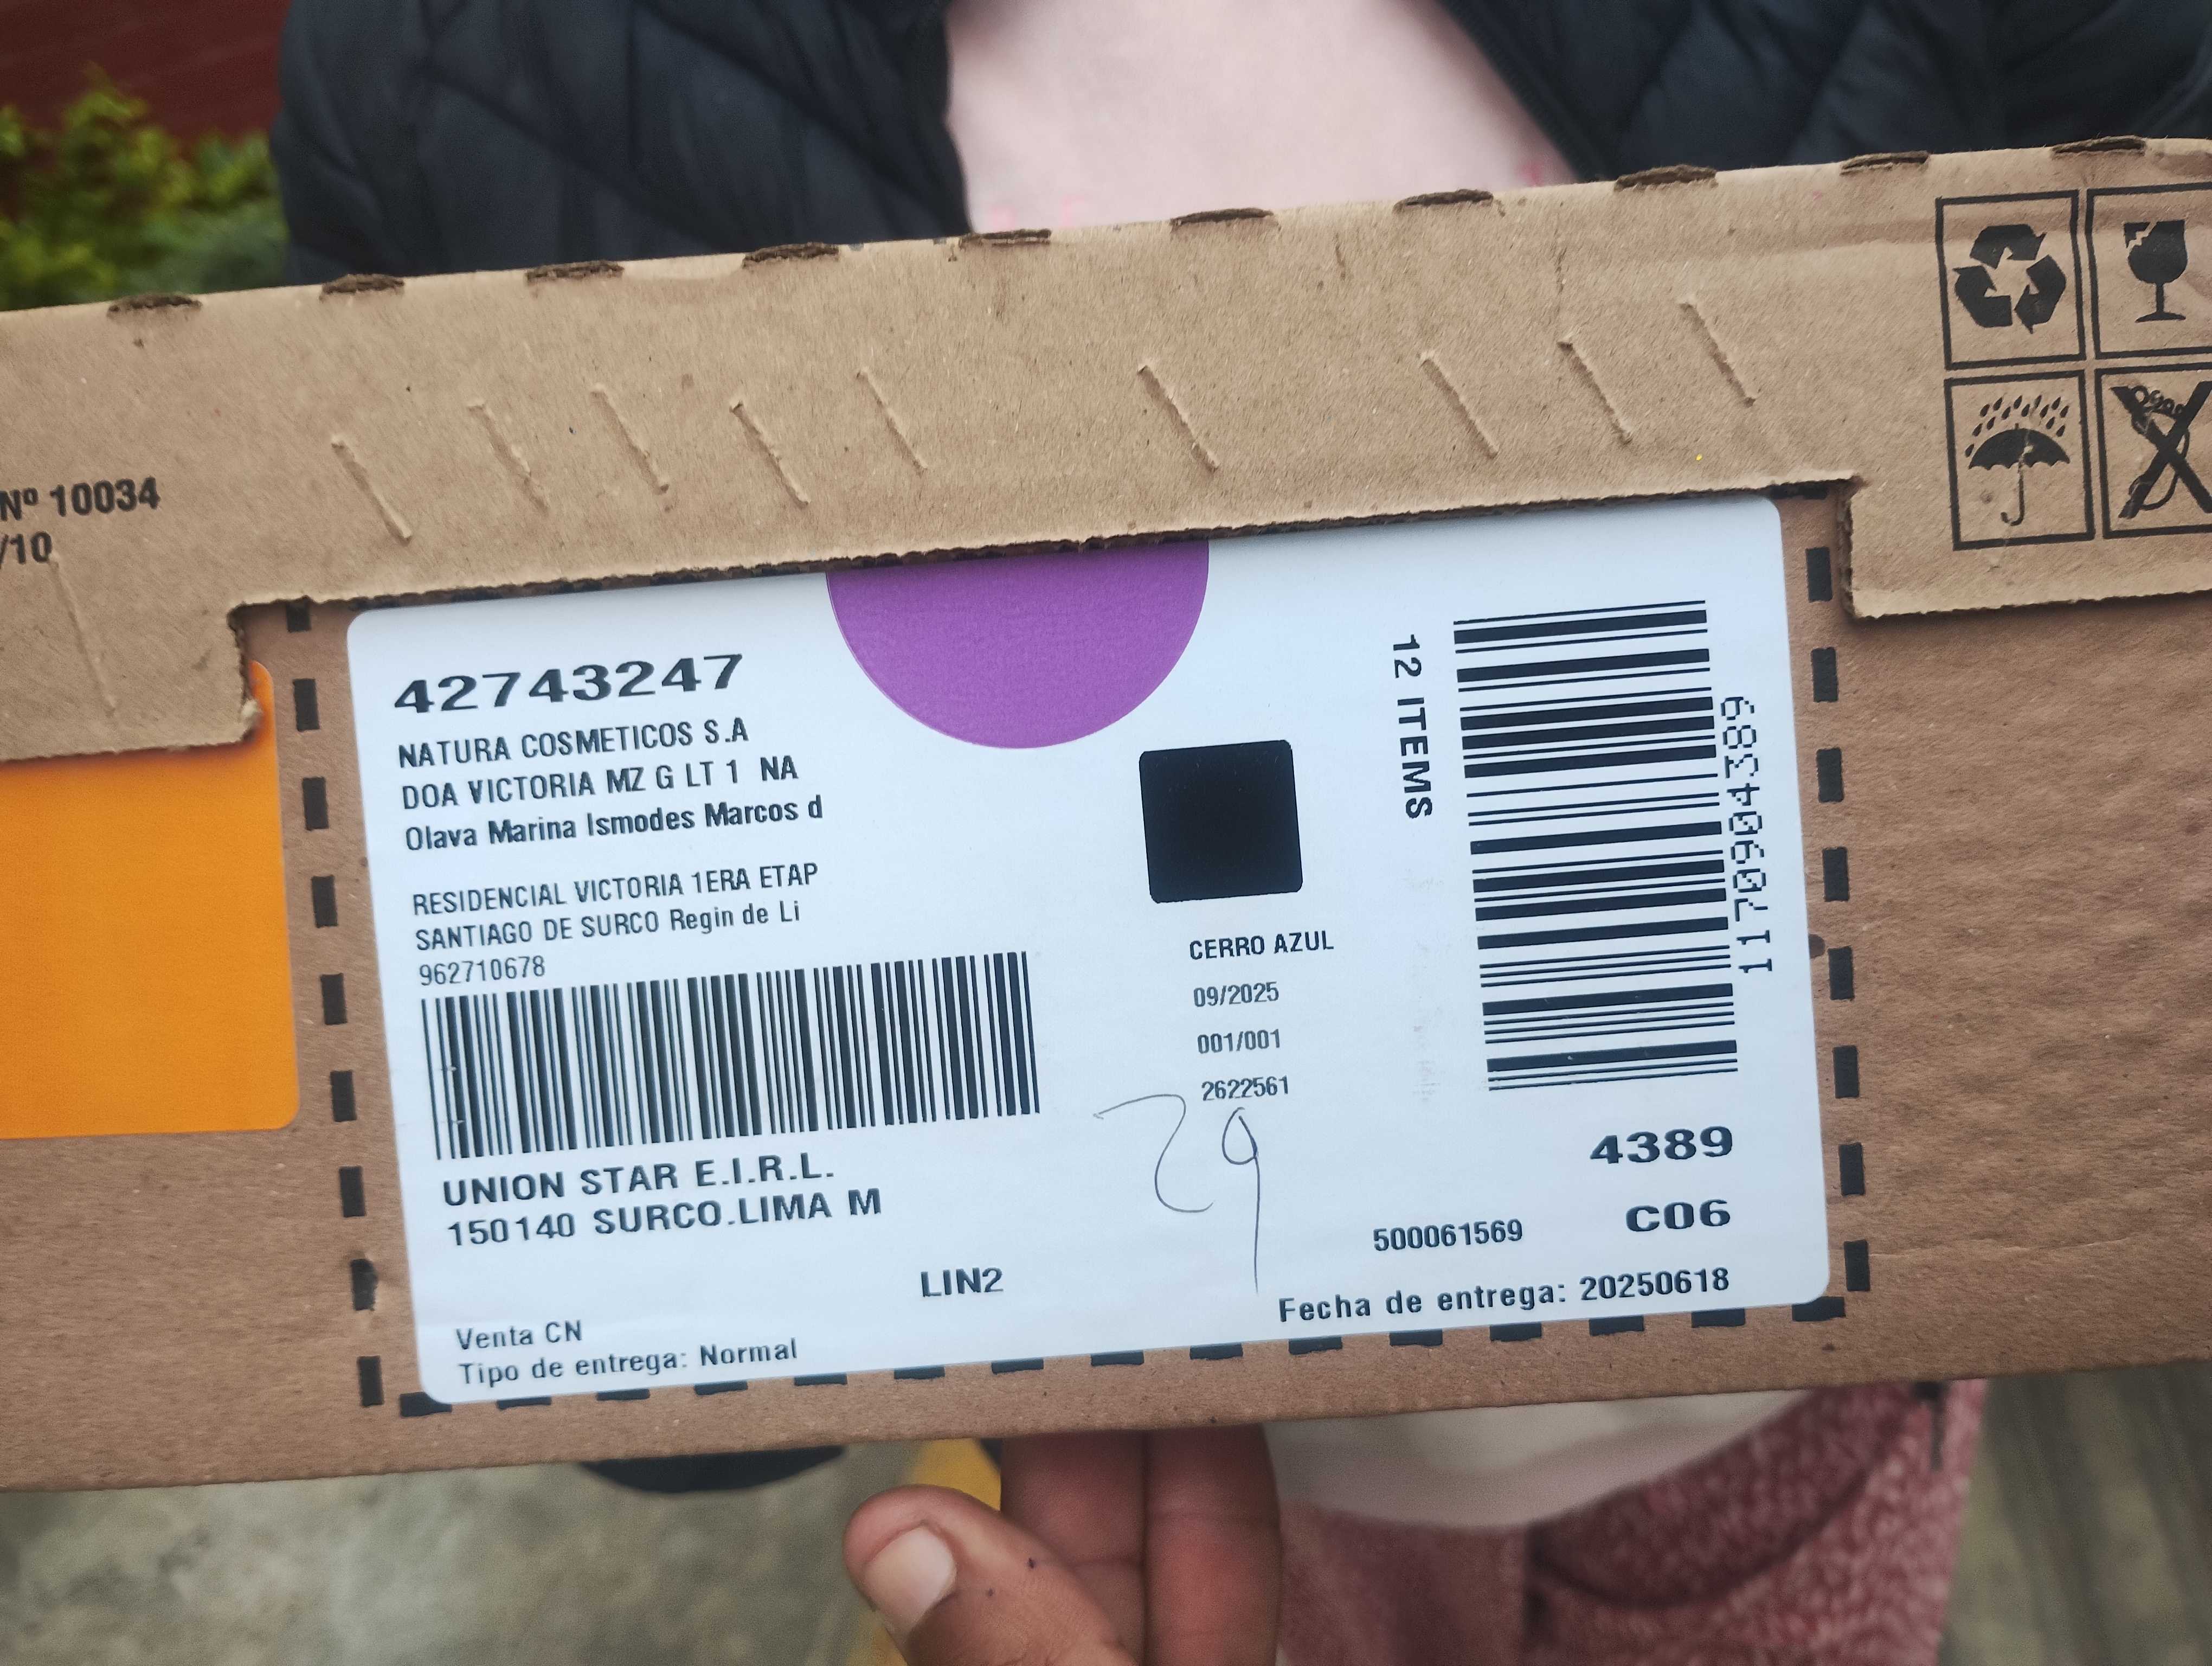 Nº 10034
/10
42743247
NATURA COSMETICOS S.A
DOA VICTORIA MZ G LT 1 NA
Olava Marina Ismodes Marcos d
RESIDENCIAL VICTORIA 1ERA ETAP
SANTIAGO DE SURCO Regin de Li
962710678
UNION STAR E.I.R.L.
150140 SURCO.LIMA M
LIN2
Venta CN
Tipo de entrega: Normal
CERRO AZUL
09/2025
001/001
2622561
29
12 ITEMS
1170904389
4389
C06
500061569
Fecha de entrega: 20250618